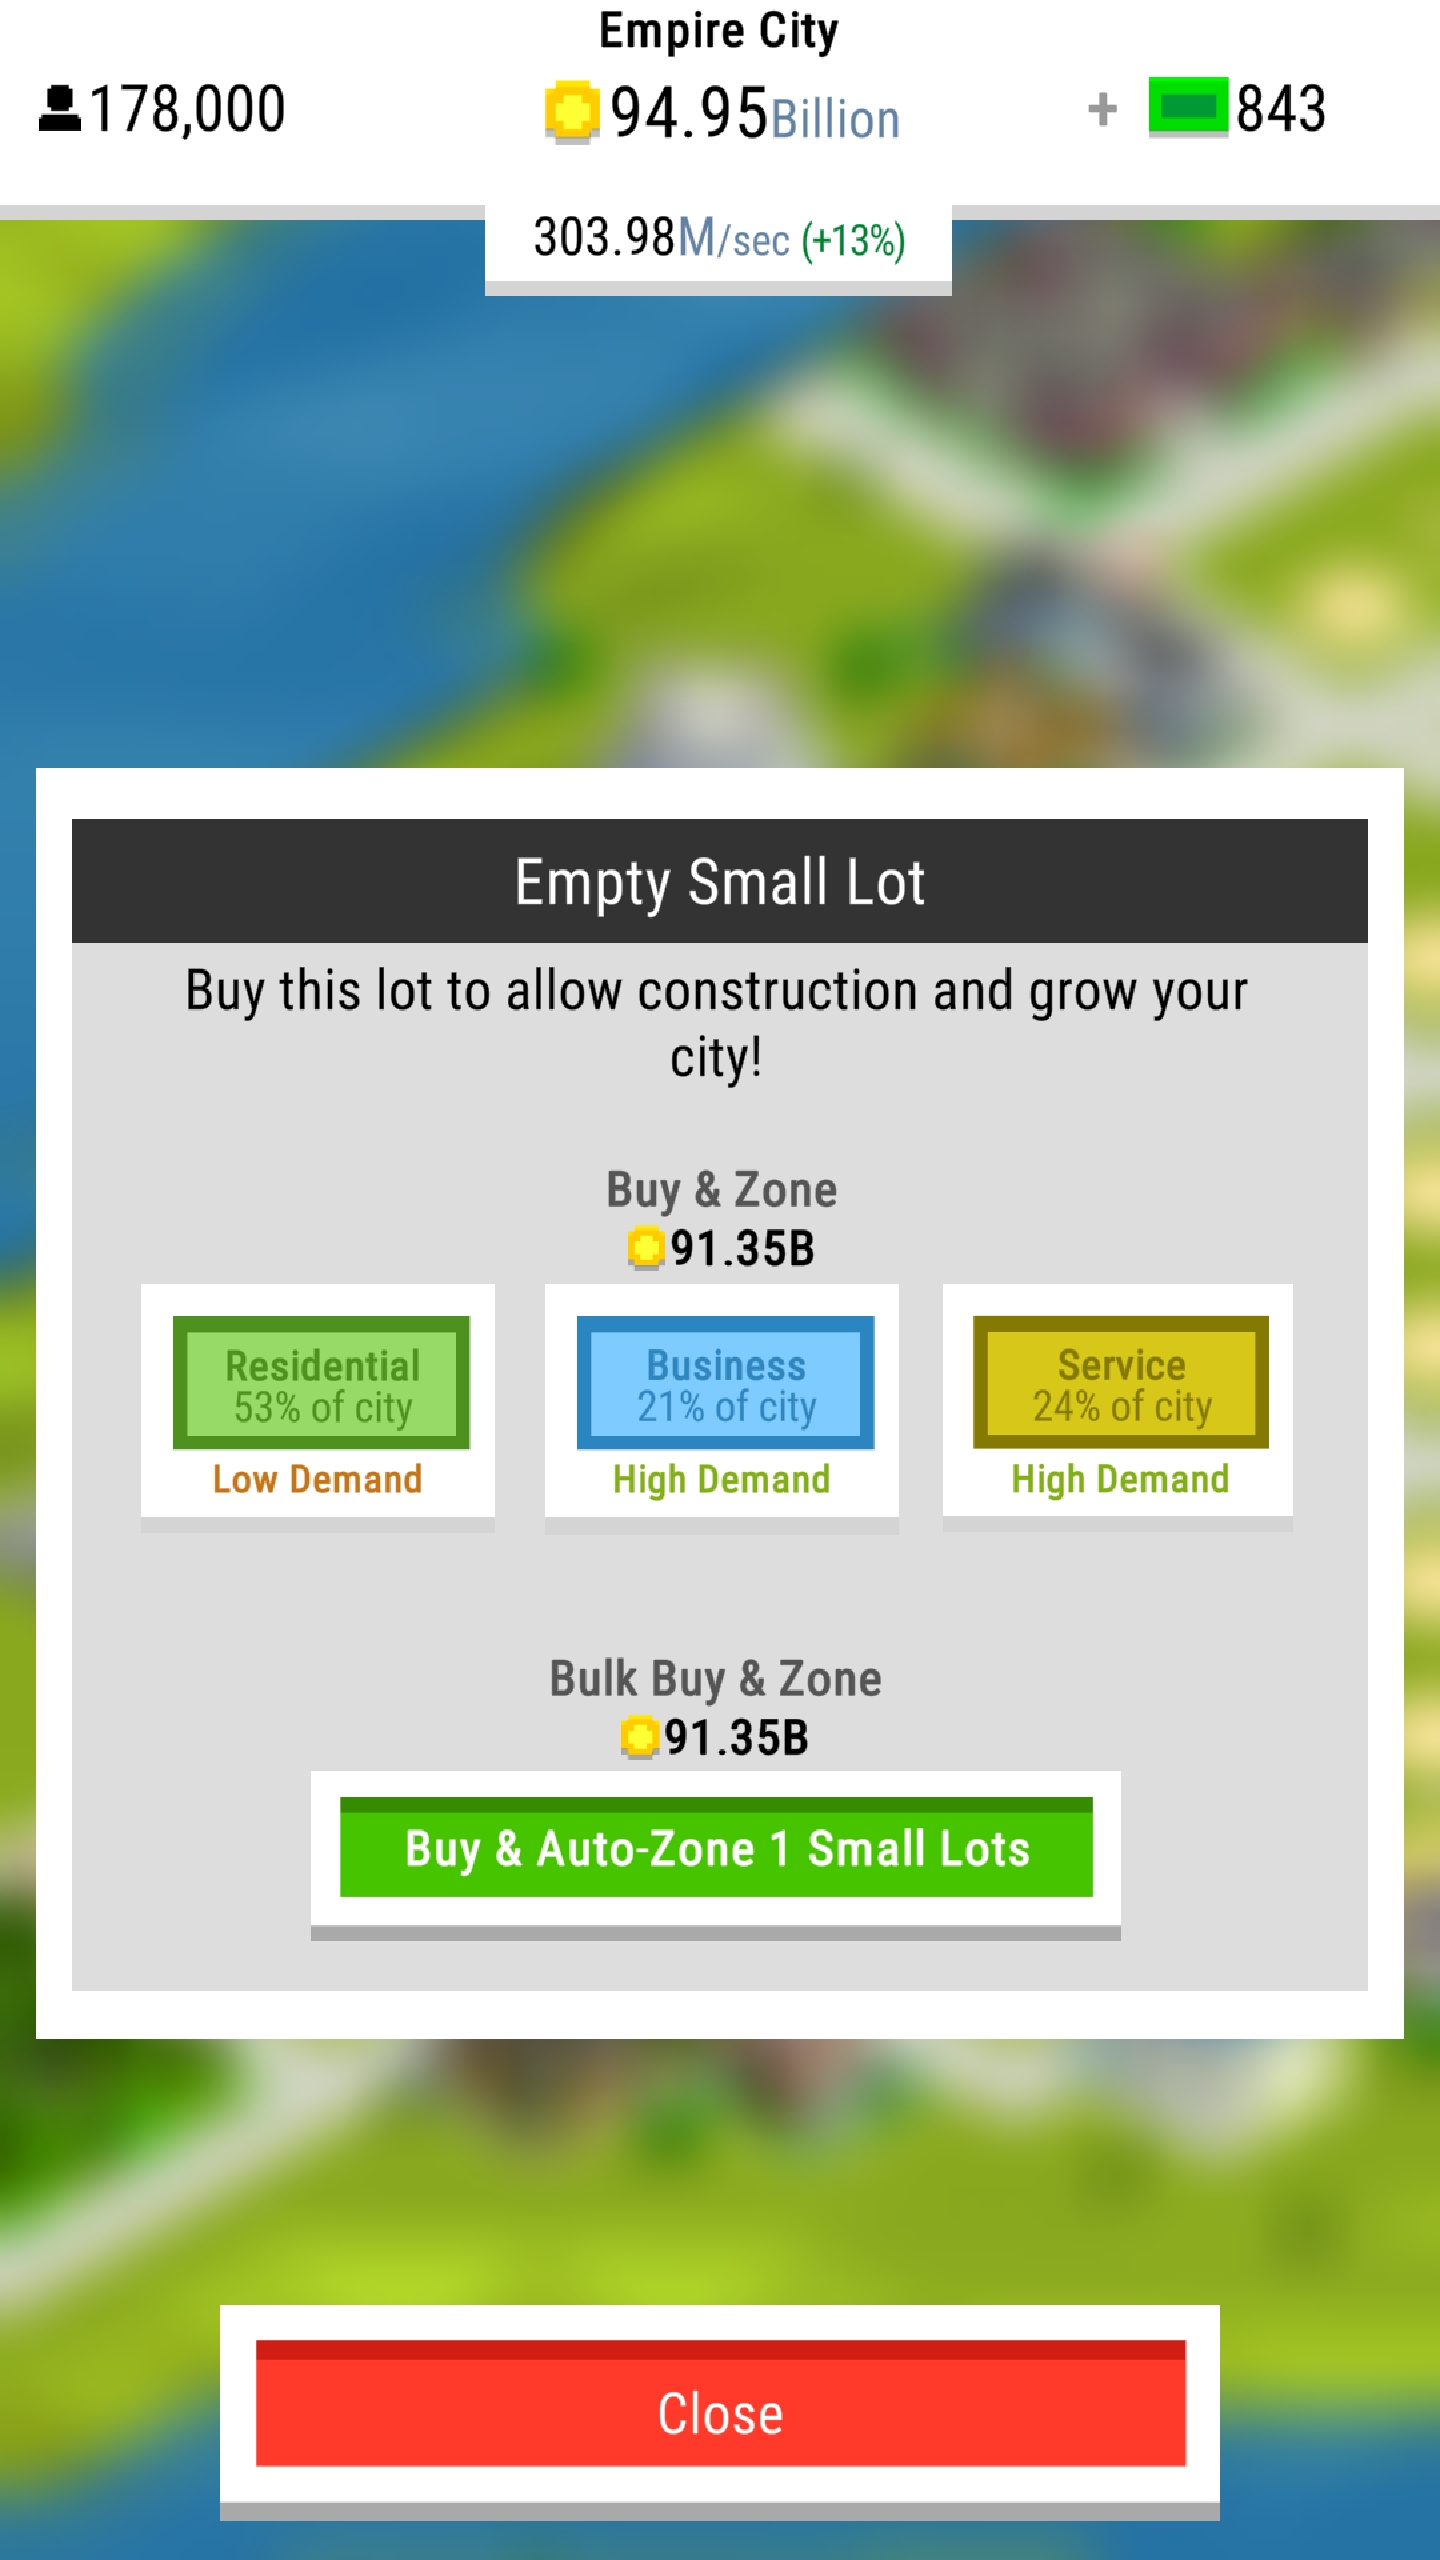 Empire City
178,000
94.95Billion
+ 843
303.98M/sec (+13%)
Empty Small Lot
Buy this lot to allow construction and grow your
city!
Buy & Zone
91.35B
Residential
53% of city
Low Demand
Business
21% of city
High Demand
Service
24% of city
High Demand
Bulk Buy & Zone
91.35B
Buy & Auto-Zone 1 Small Lots
Close